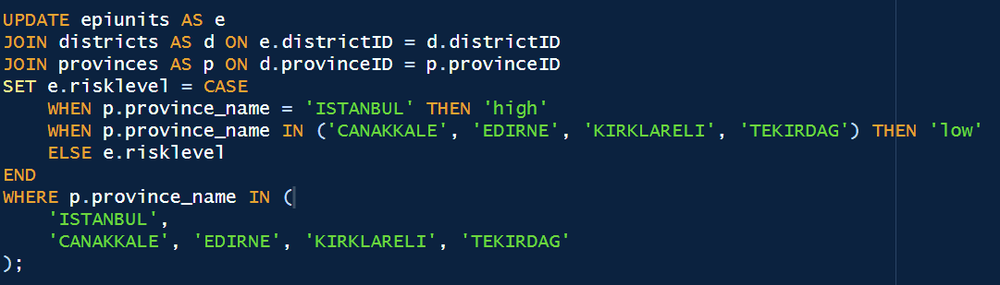 UPDATE epiunits AS e
JOIN districts AS d ON e.districtID = d.districtID
JOIN provinces AS p ON d.provinceID = p.provinceID
SET e.risklevel = CASE
    WHEN p.province_name = 'ISTANBUL' THEN 'high'
    WHEN p.province_name IN ('CANAKKALE', 'EDIRNE', 'KIRKLARELI', 'TEKIRDAG') THEN 'low'
    ELSE e.risklevel
END
WHERE p.province_name IN (
    'ISTANBUL',
    'CANAKKALE', 'EDIRNE', 'KIRKLARELI', 'TEKIRDAG'
);